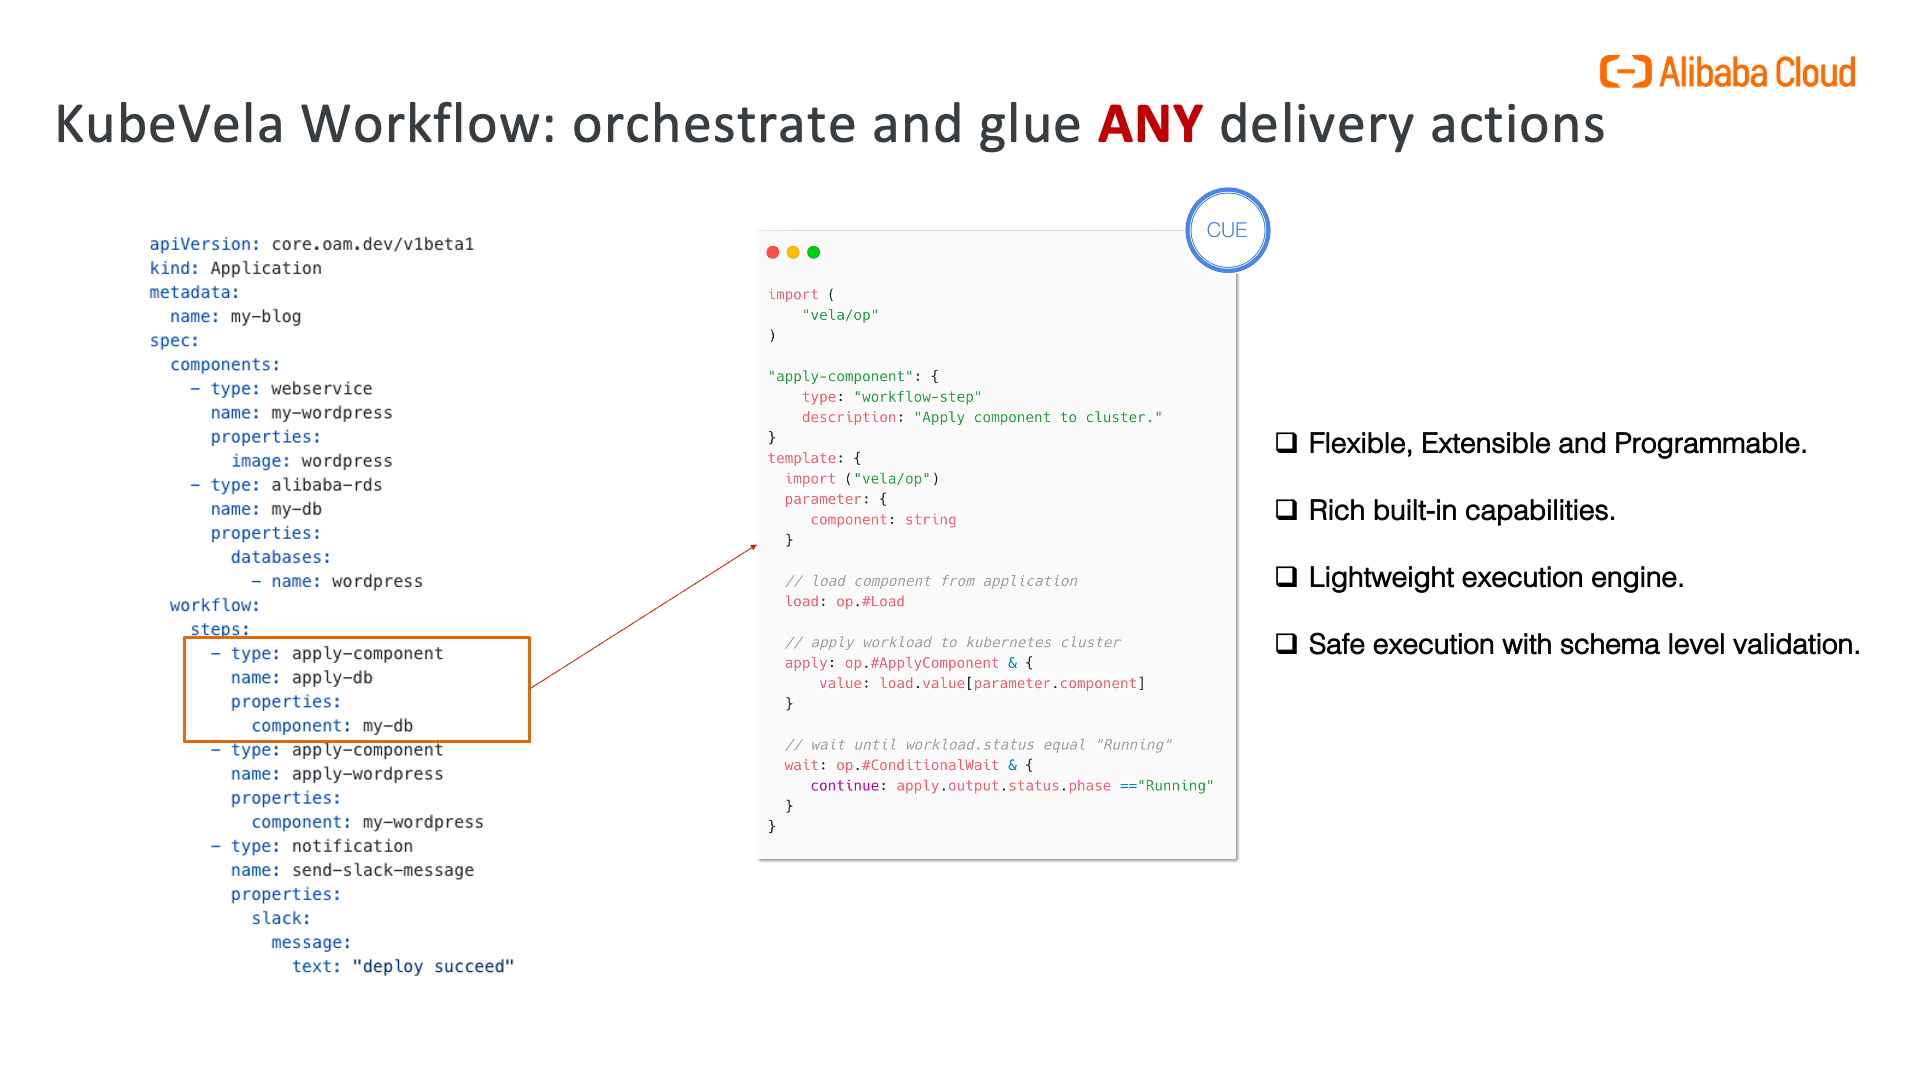 Alibaba Cloud
KubeVela Workflow: orchestrate and glue ANY delivery actions
apiVersion: core.oam.dev/v1beta1
kind: Application
metadata:
  name: my-blog
spec:
  components:
    - type: webservice
      name: my-wordpress
      properties:
        image: wordpress
    - type: alibaba-rds
      name: my-db
      properties:
        databases:
          - name: wordpress
  workflow:
    steps:
      - type: apply-component
        name: apply-db
        properties:
          component: my-db
      - type: apply-component
        name: apply-wordpress
        properties:
          component: my-wordpress
      - type: notification
        name: send-slack-message
        properties:
          slack:
            message:
              text: "deploy succeed"
CUE
import (
    "vela/op"
)
"apply-component": {
    type: "workflow-step"
    description: "Apply component to cluster."
}
template: {
  import ("vela/op")
  parameter: {
     component: string
  }
  // load component from application
  load: op.#Load
  // apply workload to kubernetes cluster
  apply: op.#ApplyComponent & {
      value: load.value[parameter.component]
  }
  // wait until workload.status equal "Running"
  wait: op.#ConditionalWait & {
     continue: apply.output.status.phase =="Running"
  }
}
❏ Flexible, Extensible and Programmable.
❏ Rich built-in capabilities.
❏ Lightweight execution engine.
❏ Safe execution with schema level validation.